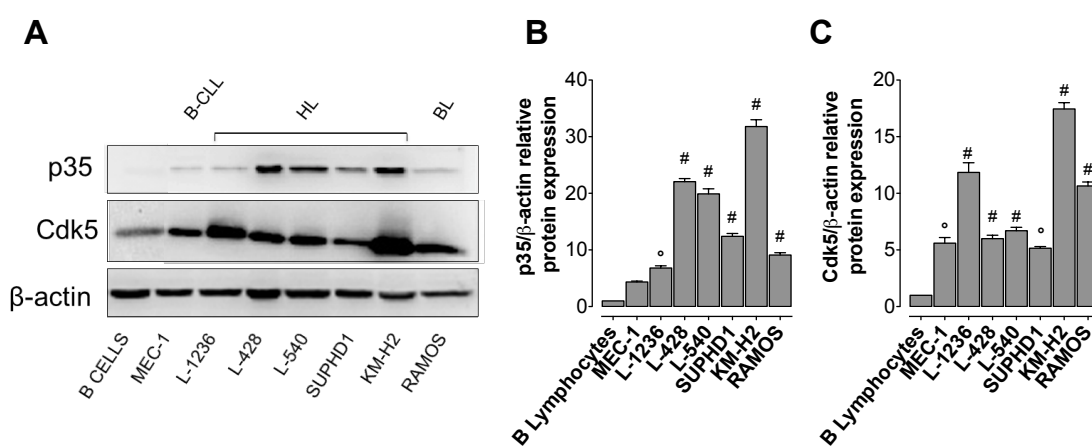 A
B-CLL
HL
BL
p35
Cdk5
β-actin
B CELLS
MEC-1
L-1236
L-428
L-540
SUPHD1
KM-H2
RAMOS
B
p35/β-actin relative
protein expression
40
30
20
10
0
°
#
#
#
#
#
B Lymphocytes
MEC-1
L-1236
L-428
L-540
SUPHD1
KM-H2
RAMOS
C
Cdk5/β-actin relative
protein expression
20
15
10
5
0
°
#
#
#
°
#
#
B Lymphocytes
MEC-1
L-1236
L-428
L-540
SUPHD1
KM-H2
RAMOS